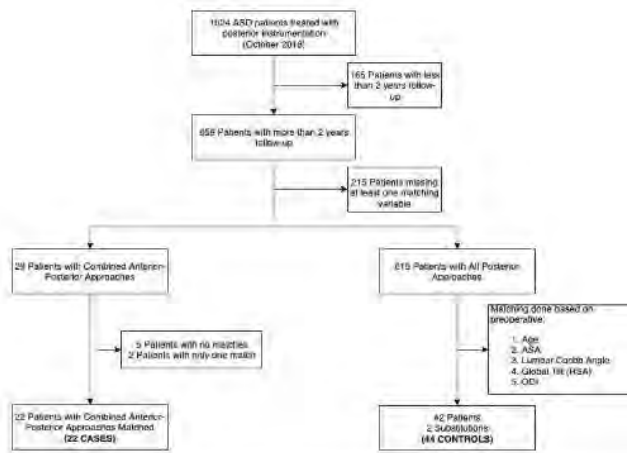 1024 ASD patients treated with
posterior instrumentation
(October 2018)
165 Patients with less
than 2 years follow-
up
859 Patients with more than 2 years
follow-up
215 Patients missing
at least one matching
variable
29 Patients with Combined Anterior-
Posterior Approaches
615 Patients with All Posterior
Approaches
5 Patients with no matches
2 Patients with only one match
Matching done based on
preoperative:
1. Age
2. ASA
3. Lumbar Cobb Angle
4. Global Tilt (RSA)
5. ODI
22 Patients with Combined Anterior-
Posterior Approaches Matched
(22 CASES)
42 Patients
2 Substitutions
(44 CONTROLS)